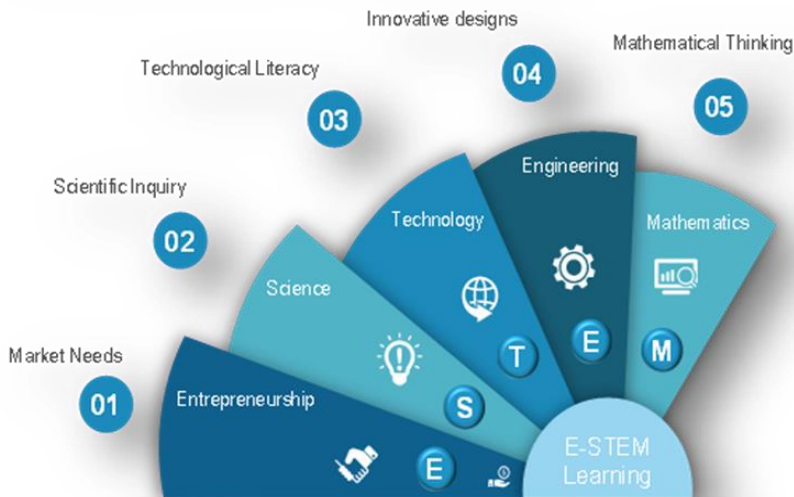 Innovative designs
Mathematical Thinking
Technological Literacy
04
05
03
Engineering
Scientific Inquiry
Technology
Mathematics
02
Science
Market Needs
E
M
T
01
Entrepreneurship
S
E
E-STEM
Learning